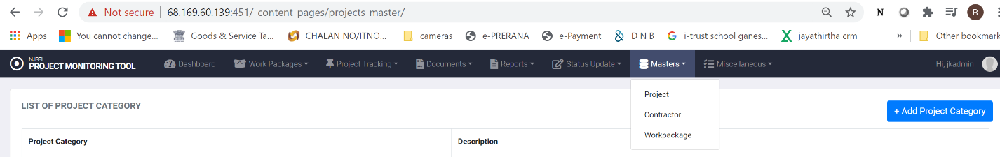 Not secure | 68.169.60.139:451/_content_pages/projects-master/ N R
Apps You cannot change... Goods & Service Ta... CHALAN NO/ITNO... cameras e-PRERANA e-Payment D N B i-trust school ganes... jayathirtha crm » Other bookmark
NJSEI
PROJECT MONITORING TOOL Dashboard Work Packages Project Tracking Documents Reports Status Update Masters Miscellaneous Hi, jkadmin
Project
Contractor
Workpackage
LIST OF PROJECT CATEGORY + Add Project Category
Project Category Description